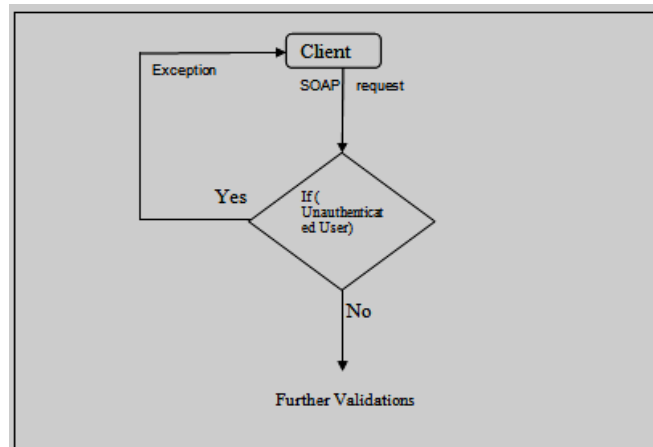 Client
Exception
SOAP request
Yes
If (
Unauthenticat
ed User)
No
Further Validations